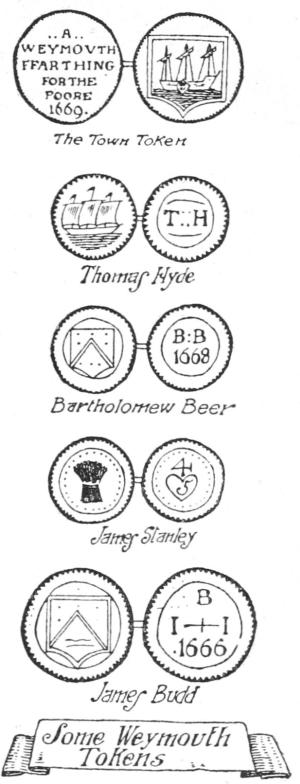 ..A..
WEYMOUTH
FFARTHING
FOR THE
POORE
1669.
The Town Token
T::H
Thomas Hyde
B:B
1668
Bartholomew Beer
James Stanley
B
I I
.1666
James Budd
Some Weymouth
Tokens